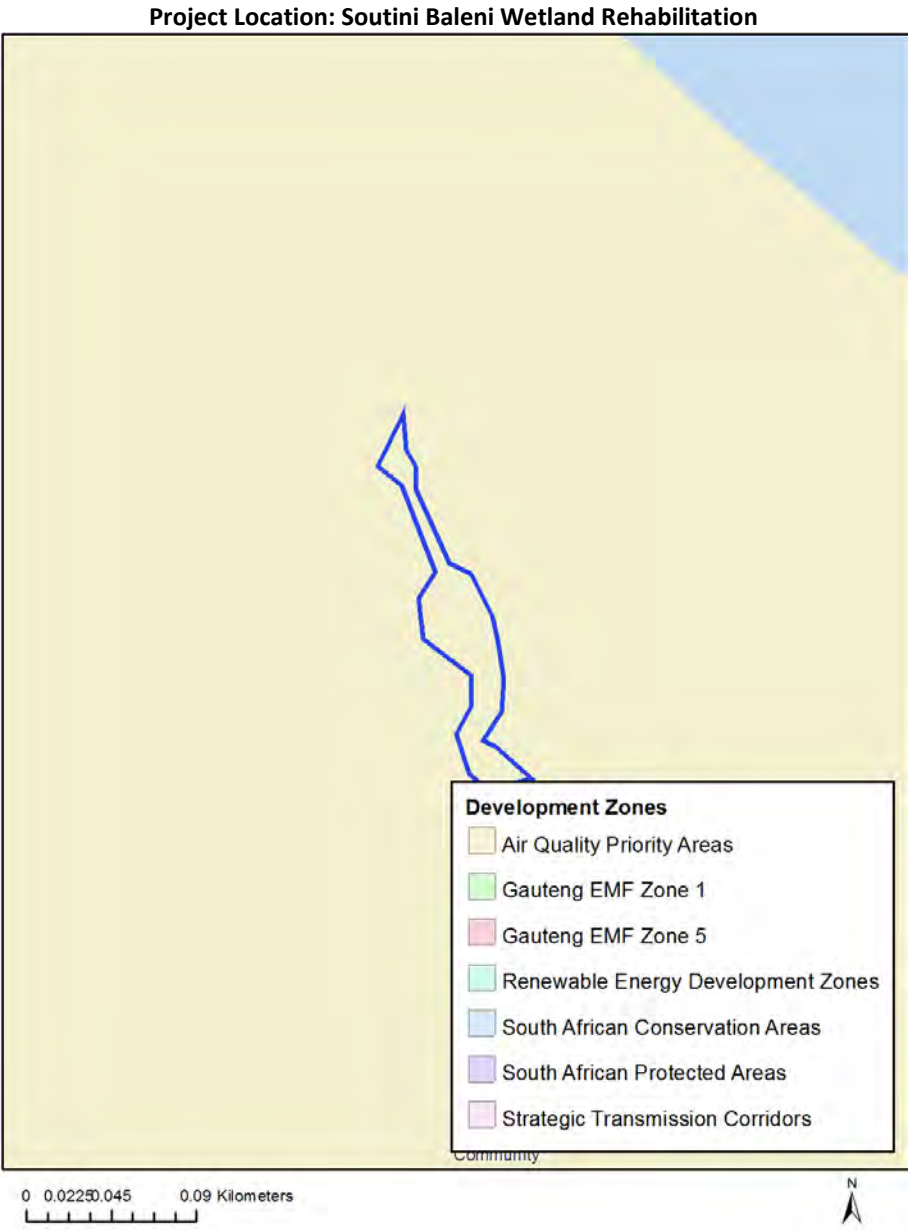 Project Location: Soutini Baleni Wetland Rehabilitation
Development Zones
Air Quality Priority Areas
Gauteng EMF Zone 1
Gauteng EMF Zone 5
Renewable Energy Development Zones
South African Conservation Areas
South African Protected Areas
Strategic Transmission Corridors
Community
0 0.0225 0.045 0.09 Kilometers
N